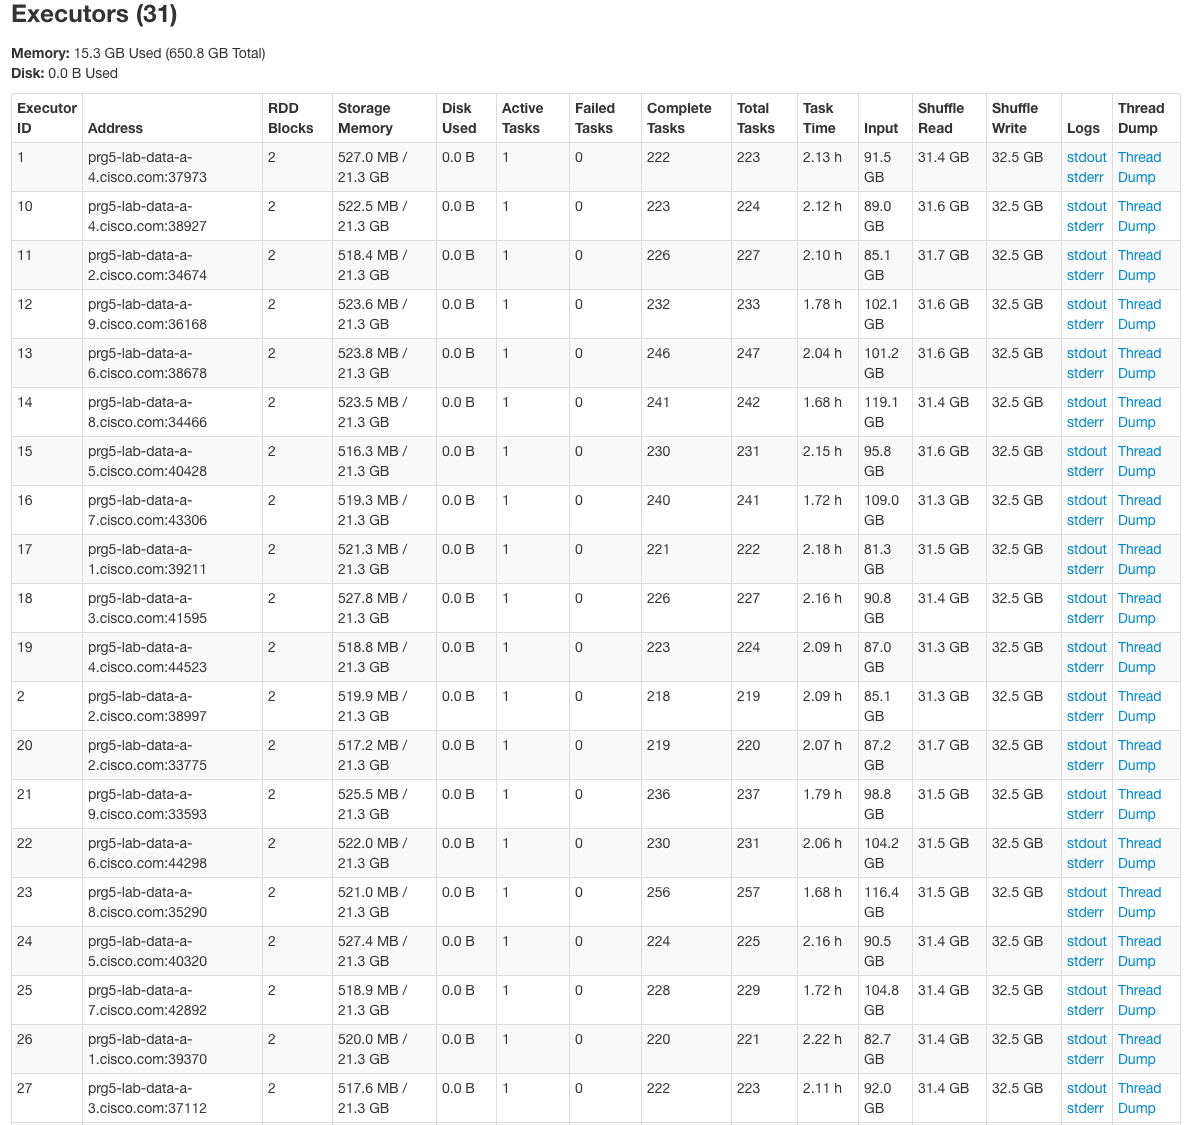 Executors (31)
Memory: 15.3 GB Used (650.8 GB Total)
Disk: 0.0 B Used
Executor RDD Storage Disk Active Failed Complete Total Task Shuffle Shuffle Thread
ID Address Blocks Memory Used Tasks Tasks Tasks Tasks Time Input Read Write Logs Dump
1 prg5-lab-data-a- 2 527.0 MB / 0.0 B 1 0 222 223 2.13 h 91.5 31.4 GB 32.5 GB stdout Thread
4.cisco.com:37973 21.3 GB GB stderr Dump
10 prg5-lab-data-a- 2 522.5 MB / 0.0 B 1 0 223 224 2.12 h 89.0 31.6 GB 32.5 GB stdout Thread
4.cisco.com:38927 21.3 GB GB stderr Dump
11 prg5-lab-data-a- 2 518.4 MB / 0.0 B 1 0 226 227 2.10 h 85.1 31.7 GB 32.5 GB stdout Thread
2.cisco.com:34674 21.3 GB GB stderr Dump
12 prg5-lab-data-a- 2 523.6 MB / 0.0 B 1 0 232 233 1.78 h 102.1 31.6 GB 32.5 GB stdout Thread
9.cisco.com:36168 21.3 GB GB stderr Dump
13 prg5-lab-data-a- 2 523.8 MB / 0.0 B 1 0 246 247 2.04 h 101.2 31.6 GB 32.5 GB stdout Thread
6.cisco.com:38678 21.3 GB GB stderr Dump
14 prg5-lab-data-a- 2 523.5 MB / 0.0 B 1 0 241 242 1.68 h 119.1 31.4 GB 32.5 GB stdout Thread
8.cisco.com:34466 21.3 GB GB stderr Dump
15 prg5-lab-data-a- 2 516.3 MB / 0.0 B 1 0 230 231 2.15 h 95.8 31.6 GB 32.5 GB stdout Thread
5.cisco.com:40428 21.3 GB GB stderr Dump
16 prg5-lab-data-a- 2 519.3 MB / 0.0 B 1 0 240 241 1.72 h 109.0 31.3 GB 32.5 GB stdout Thread
7.cisco.com:43306 21.3 GB GB stderr Dump
17 prg5-lab-data-a- 2 521.3 MB / 0.0 B 1 0 221 222 2.18 h 81.3 31.5 GB 32.5 GB stdout Thread
1.cisco.com:39211 21.3 GB GB stderr Dump
18 prg5-lab-data-a- 2 527.8 MB / 0.0 B 1 0 226 227 2.16 h 90.8 31.4 GB 32.5 GB stdout Thread
3.cisco.com:41595 21.3 GB GB stderr Dump
19 prg5-lab-data-a- 2 518.8 MB / 0.0 B 1 0 223 224 2.09 h 87.0 31.3 GB 32.5 GB stdout Thread
4.cisco.com:44523 21.3 GB GB stderr Dump
2 prg5-lab-data-a- 2 519.9 MB / 0.0 B 1 0 218 219 2.09 h 85.1 31.3 GB 32.5 GB stdout Thread
2.cisco.com:38997 21.3 GB GB stderr Dump
20 prg5-lab-data-a- 2 517.2 MB / 0.0 B 1 0 219 220 2.07 h 87.2 31.7 GB 32.5 GB stdout Thread
2.cisco.com:33775 21.3 GB GB stderr Dump
21 prg5-lab-data-a- 2 525.5 MB / 0.0 B 1 0 236 237 1.79 h 98.8 31.5 GB 32.5 GB stdout Thread
9.cisco.com:33593 21.3 GB GB stderr Dump
22 prg5-lab-data-a- 2 522.0 MB / 0.0 B 1 0 230 231 2.06 h 104.2 31.5 GB 32.5 GB stdout Thread
6.cisco.com:44298 21.3 GB GB stderr Dump
23 prg5-lab-data-a- 2 521.0 MB / 0.0 B 1 0 256 257 1.68 h 116.4 31.5 GB 32.5 GB stdout Thread
8.cisco.com:35290 21.3 GB GB stderr Dump
24 prg5-lab-data-a- 2 527.4 MB / 0.0 B 1 0 224 225 2.16 h 90.5 31.4 GB 32.5 GB stdout Thread
5.cisco.com:40320 21.3 GB GB stderr Dump
25 prg5-lab-data-a- 2 518.9 MB / 0.0 B 1 0 228 229 1.72 h 104.8 31.4 GB 32.5 GB stdout Thread
7.cisco.com:42892 21.3 GB GB stderr Dump
26 prg5-lab-data-a- 2 520.0 MB / 0.0 B 1 0 220 221 2.22 h 82.7 31.4 GB 32.5 GB stdout Thread
1.cisco.com:39370 21.3 GB GB stderr Dump
27 prg5-lab-data-a- 2 517.6 MB / 0.0 B 1 0 222 223 2.11 h 92.0 31.4 GB 32.5 GB stdout Thread
3.cisco.com:37112 21.3 GB GB stderr Dump